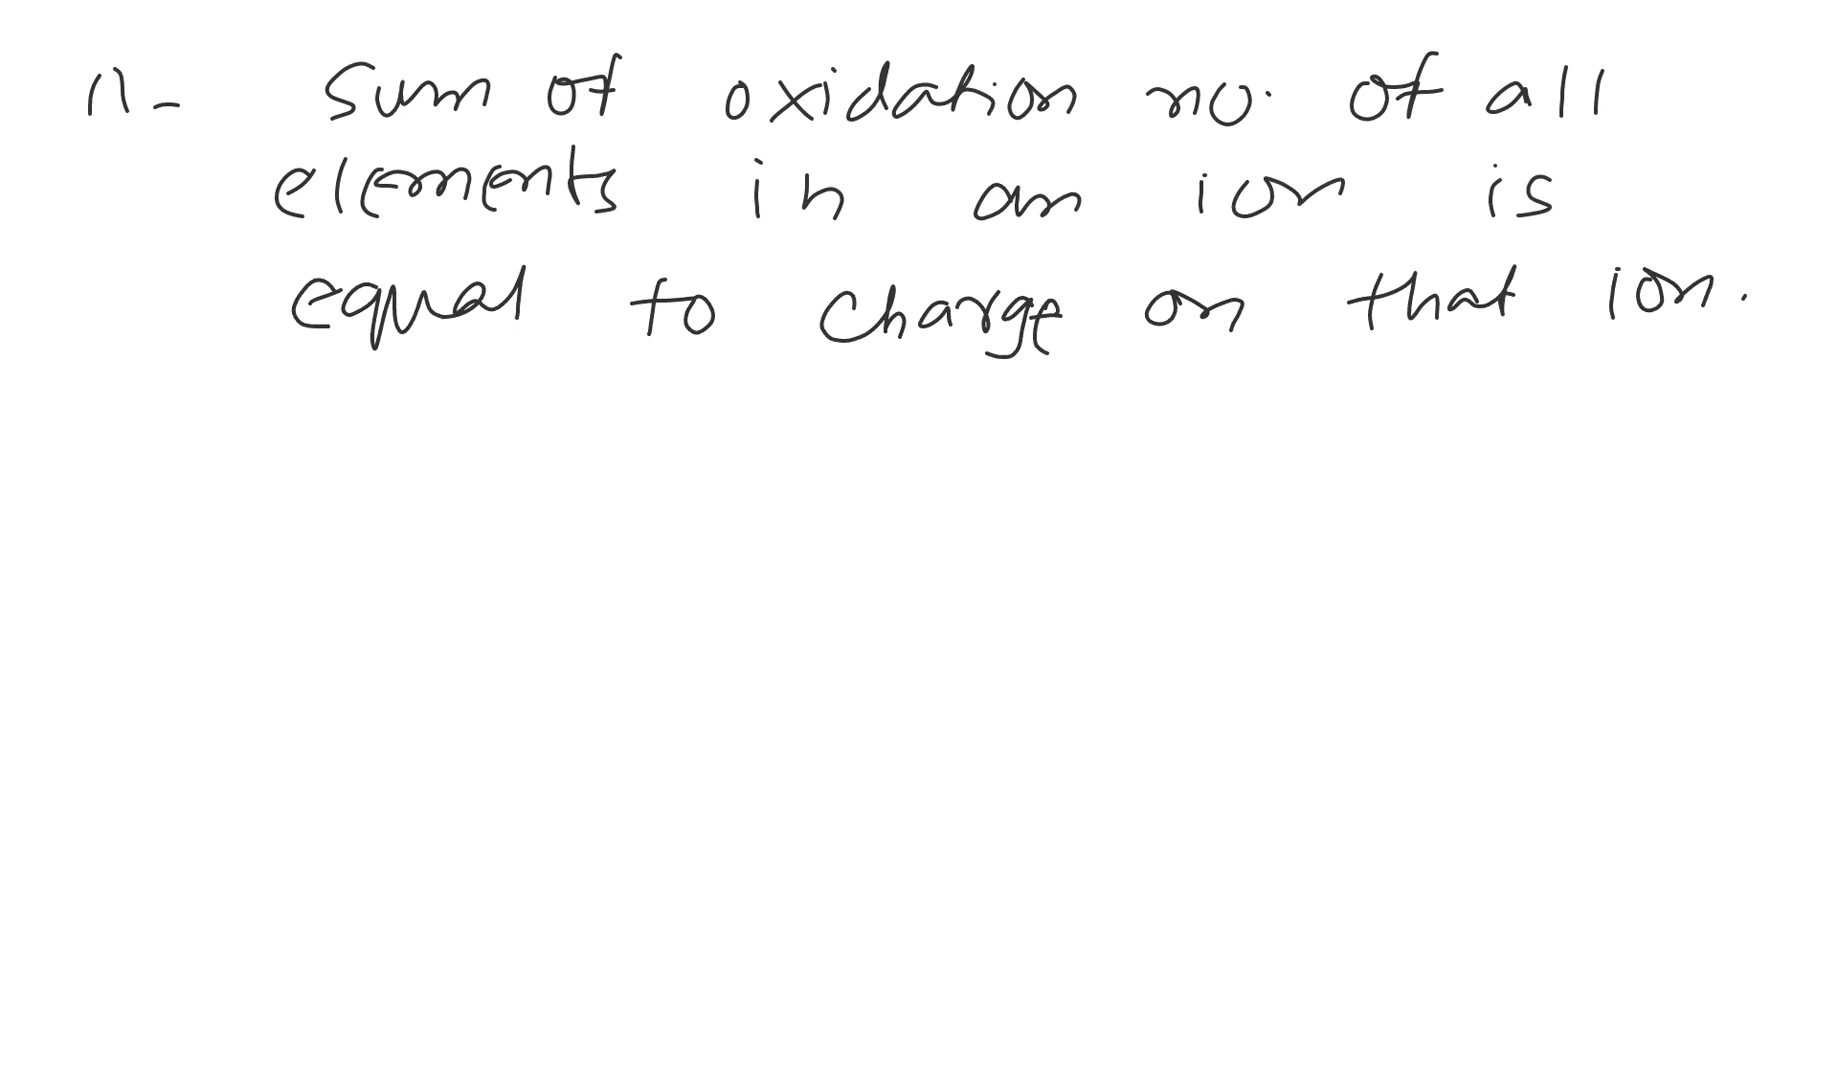 11- Sum of oxidation no. of all
elements in an ion is
equal to charge on that ion.